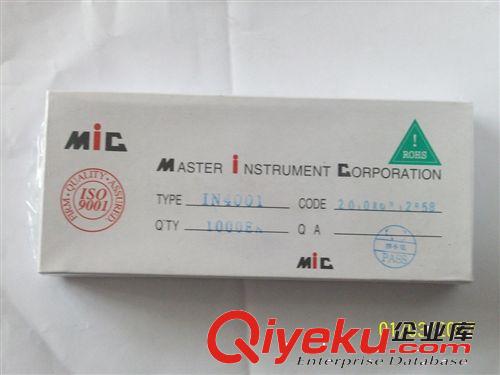 MiC
MASTER INSTRUMENT CORPORATION
!
ROHS
FIRM · QUALITY · ASSURED
ISO
9001
TYPE IN4001 CODE
Q'TY 1000 Q A
PASS
MiC
企业库
Qiyeku.com
Enterprise Database